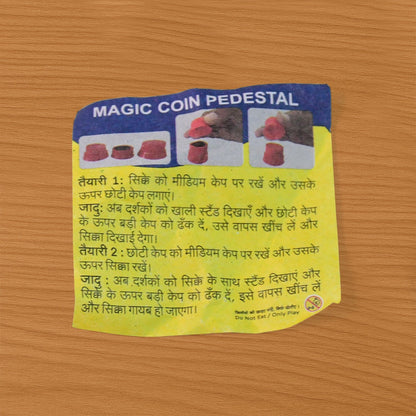 MAGIC COIN PEDESTAL
तैयारी 1: सिक्के को मीडियम केप पर रखें और उसके
ऊपर छोटी केप लगाएं।
जादु: अब दर्शकों को खाली स्टैंड दिखाएँ और छोटी केप
के ऊपर बड़ी केप को ढक दें, उसे वापस खींच लें और
सिक्का दिखाई देगा।
तैयारी 2 : छोटी केप को मीडियम केप पर रखें और उसके
ऊपर सिक्का रखें।
जादु : अब दर्शकों को सिक्के के साथ स्टैंड दिखाएं और
सिक्के के ऊपर बड़ी केप को ढँक दें, इसे वापस खींच लें
और सिक्का गायब हो जाएगा।
Do Not Eat / Only Play